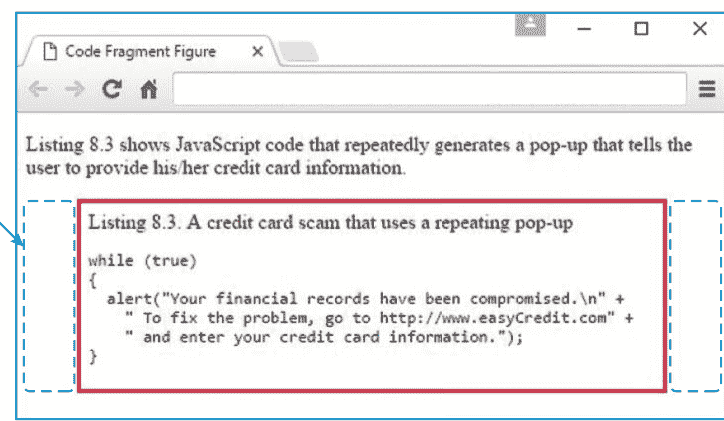 Code Fragment Figure
Listing 8.3 shows JavaScript code that repeatedly generates a pop-up that tells the
user to provide his/her credit card information.
Listing 8.3. A credit card scam that uses a repeating pop-up
while (true)
{
  alert("Your financial records have been compromised.\n" +
    " To fix the problem, go to http://www.easyCredit.com" +
    " and enter your credit card information.");
}